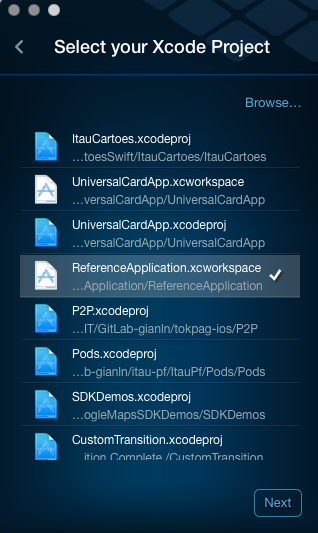 Select your Xcode Project
Browse...
ItauCartoes.xcodeproj
...toesSwift/ItauCartoes/ItauCartoes
UniversalCardApp.xcworkspace
...versalCardApp/UniversalCardApp
UniversalCardApp.xcodeproj
...versalCardApp/UniversalCardApp
ReferenceApplication.xcworkspace
...Application/ReferenceApplication
P2P.xcodeproj
...IT/GitLab-gianln/tokpag-ios/P2P
Pods.xcodeproj
...b-gianln/itau-pf/ItauPf/Pods/Pods
SDKDemos.xcodeproj
...ogleMapsSDKDemos/SDKDemos
CustomTransition.xcodeproj
...ition Complete /CustomTransition
Next